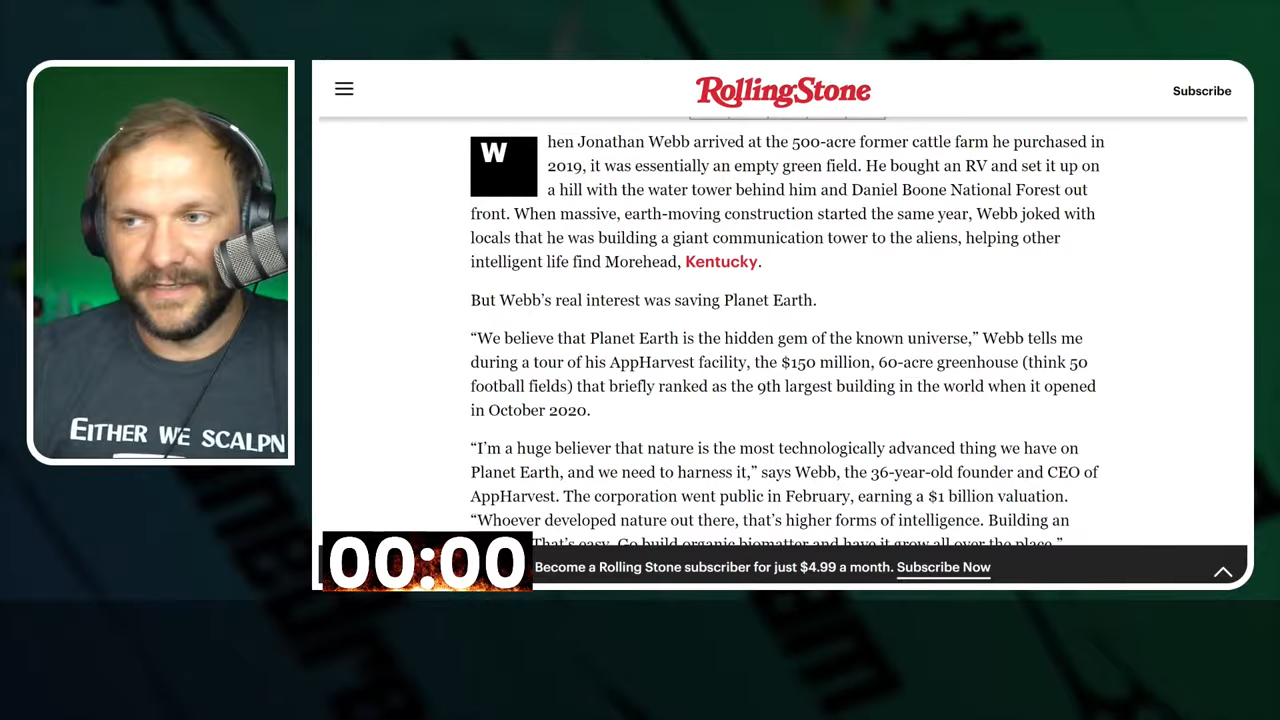 EITHER WE SCALPN
RollingStone
Subscribe
When Jonathan Webb arrived at the 500-acre former cattle farm he purchased in
2019, it was essentially an empty green field. He bought an RV and set it up on
a hill with the water tower behind him and Daniel Boone National Forest out
front. When massive, earth-moving construction started the same year, Webb joked with
locals that he was building a giant communication tower to the aliens, helping other
intelligent life find Morehead, Kentucky.
But Webb’s real interest was saving Planet Earth.
“We believe that Planet Earth is the hidden gem of the known universe,” Webb tells me
during a tour of his AppHarvest facility, the $150 million, 60-acre greenhouse (think 50
football fields) that briefly ranked as the 9th largest building in the world when it opened
in October 2020.
“I’m a huge believer that nature is the most technologically advanced thing we have on
Planet Earth, and we need to harness it,” says Webb, the 36-year-old founder and CEO of
AppHarvest. The corporation went public in February, earning a $1 billion valuation.
“Whoever developed nature out there, that’s higher forms of intelligence. Building an
That’s easy. Go build organic biomatter and have it grow all over the place.”
00:00
Become a Rolling Stone subscriber for just $4.99 a month. Subscribe Now